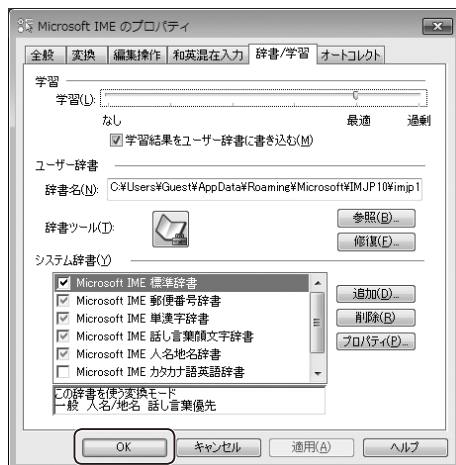 Microsoft IME のプロパティ
全般 変換 編集操作 和英混在入力 辞書/学習 オートコレクト
学習
学習(L):
なし 最適 過剰
学習結果をユーザー辞書に書き込む(M)
ユーザー辞書
辞書名(N): C:¥Users¥Guest¥AppData¥Roaming¥Microsoft¥IMJP10¥imjp1
参照(B)...
辞書ツール(T):
修復(F)...
システム辞書(Y)
Microsoft IME 標準辞書
Microsoft IME 郵便番号辞書
Microsoft IME 単漢字辞書
Microsoft IME 話し言葉顔文字辞書
Microsoft IME 人名地名辞書
Microsoft IME カタカナ語英語辞書
追加(D)...
削除(R)
プロパティ(P)...
この辞書を使う変換モード
一般 人名/地名 話し言葉優先
OK キャンセル 適用(A) ヘルプ